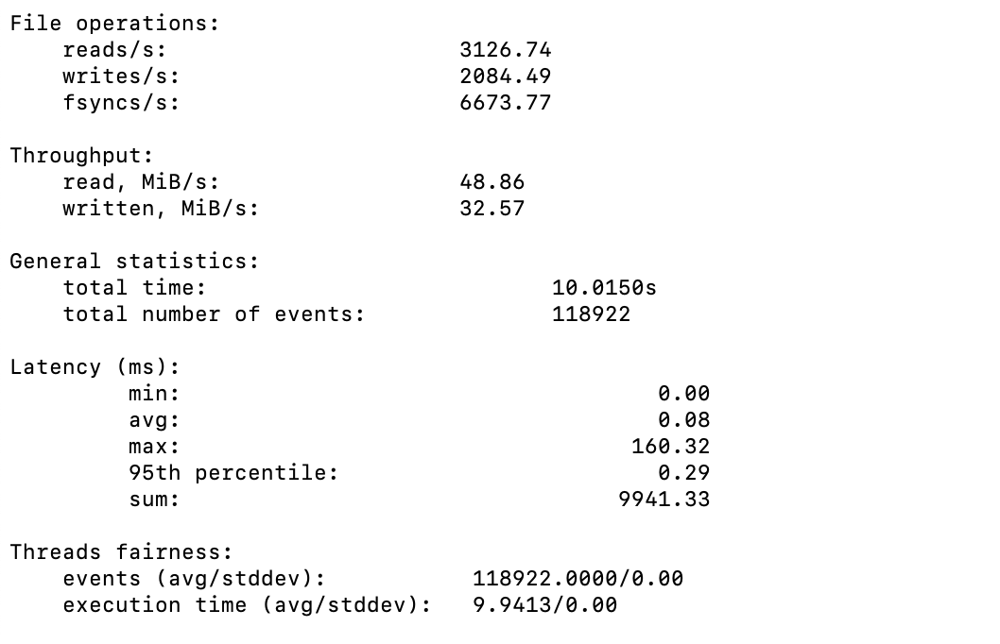 File operations:
    reads/s:                      3126.74
    writes/s:                     2084.49
    fsyncs/s:                     6673.77

Throughput:
    read, MiB/s:                  48.86
    written, MiB/s:               32.57

General statistics:
    total time:                          10.0150s
    total number of events:              118922

Latency (ms):
         min:                                    0.00
         avg:                                    0.08
         max:                                  160.32
         95th percentile:                        0.29
         sum:                                 9941.33

Threads fairness:
    events (avg/stddev):           118922.0000/0.00
    execution time (avg/stddev):   9.9413/0.00